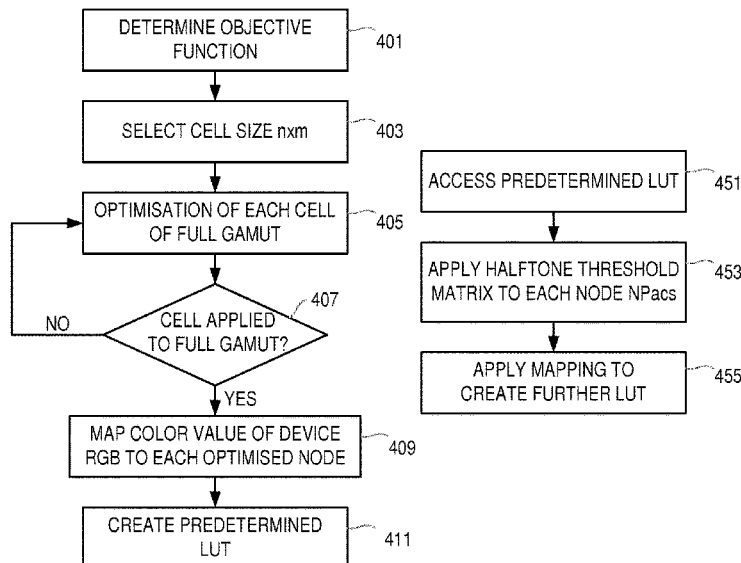 DETERMINE OBJECTIVE
FUNCTION
401
SELECT CELL SIZE nxm
403
OPTIMISATION OF EACH CELL
OF FULL GAMUT
405
CELL APPLIED
TO FULL GAMUT?
407
NO
YES
MAP COLOR VALUE OF DEVICE
RGB TO EACH OPTIMISED NODE
409
CREATE PREDETERMINED
LUT
411
ACCESS PREDETERMINED LUT
451
APPLY HALFTONE THRESHOLD
MATRIX TO EACH NODE NPacs
453
APPLY MAPPING TO
CREATE FURTHER LUT
455